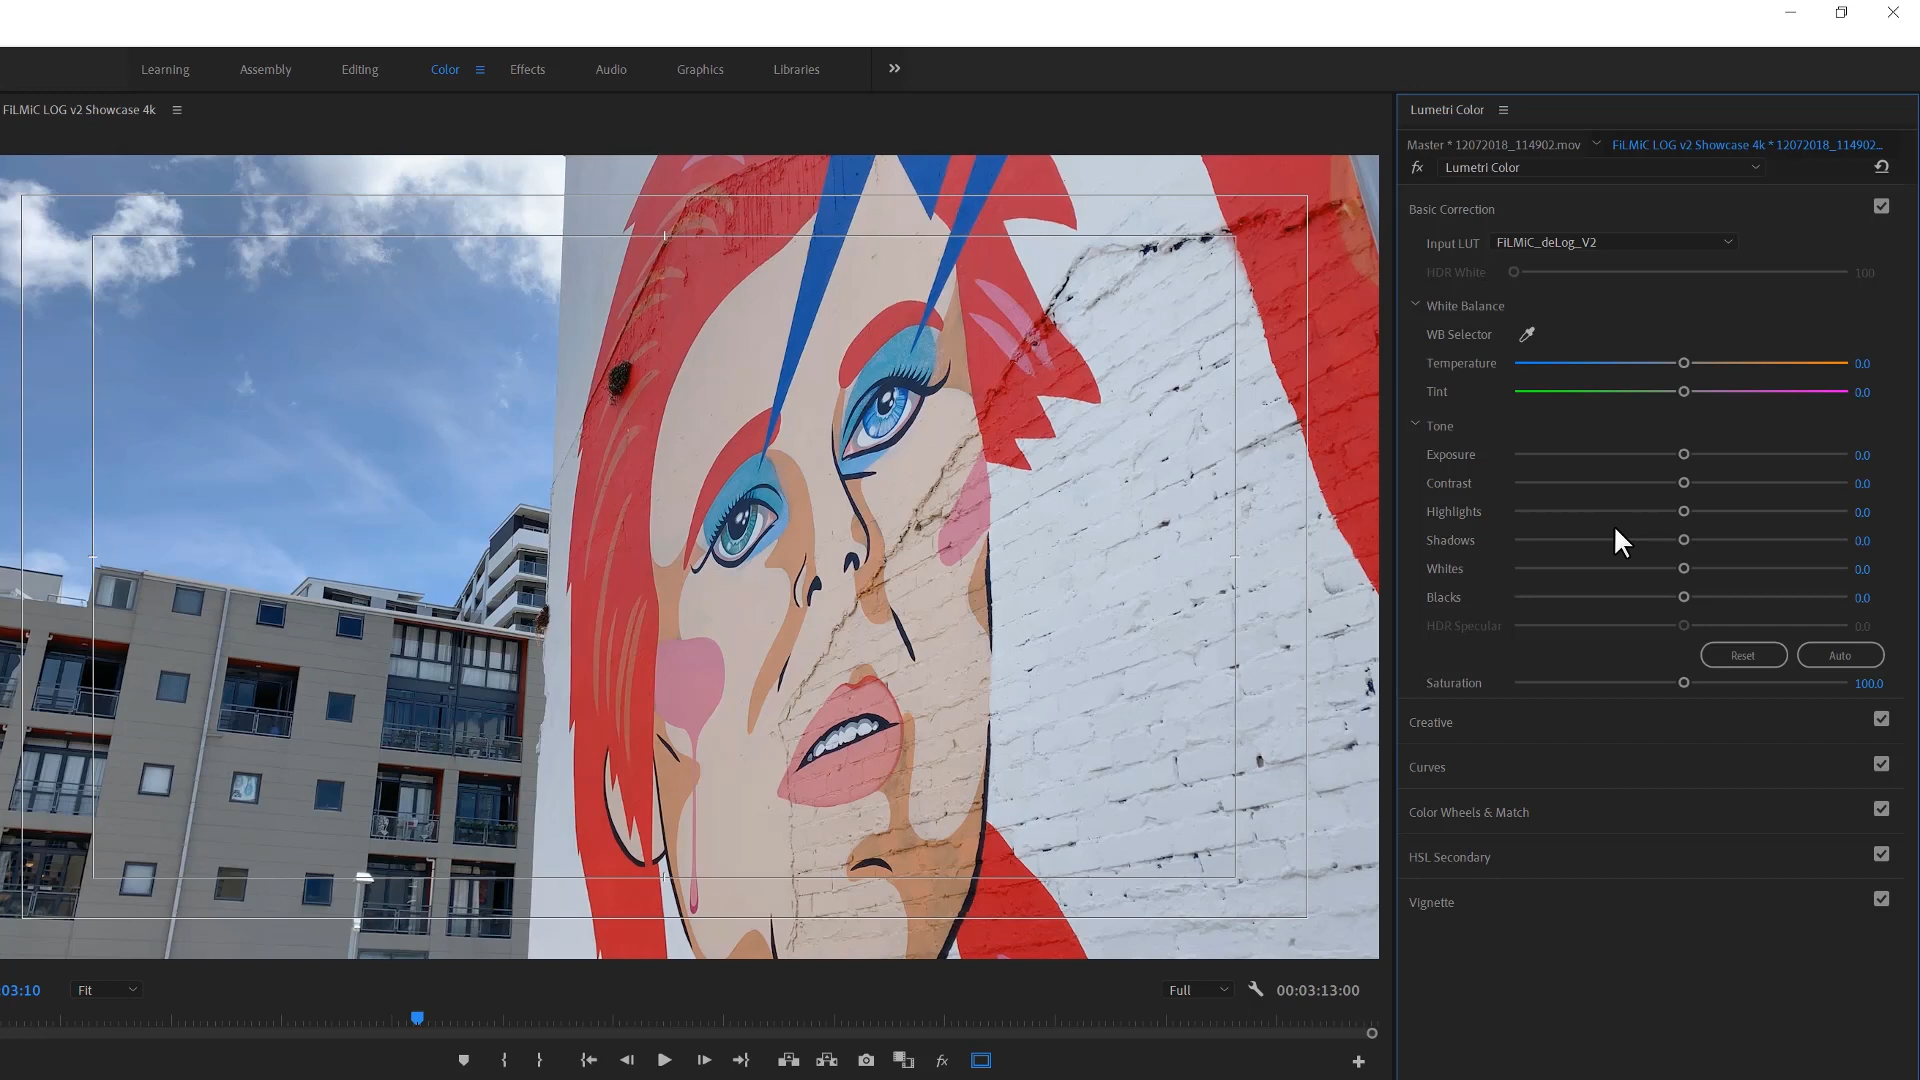 Learning Assembly Editing Color Effects Audio Graphics Libraries
FiLMiC LOG v2 Showcase 4k
Lumetri Color
Master * 12072018_114902.mov FiLMiC LOG v2 Showcase 4k * 12072018_114902...
fx Lumetri Color
Basic Correction
Input LUT FiLMiC_deLog_V2
HDR White 100
White Balance
WB Selector
Temperature 0.0
Tint 0.0
Tone
Exposure 0.0
Contrast 0.0
Highlights 0.0
Shadows 0.0
Whites 0.0
Blacks 0.0
HDR Specular 0.0
Reset Auto
Saturation 100.0
Creative
Curves
Color Wheels & Match
HSL Secondary
Vignette
:03:10 Fit Full 00:03:13:00
fx